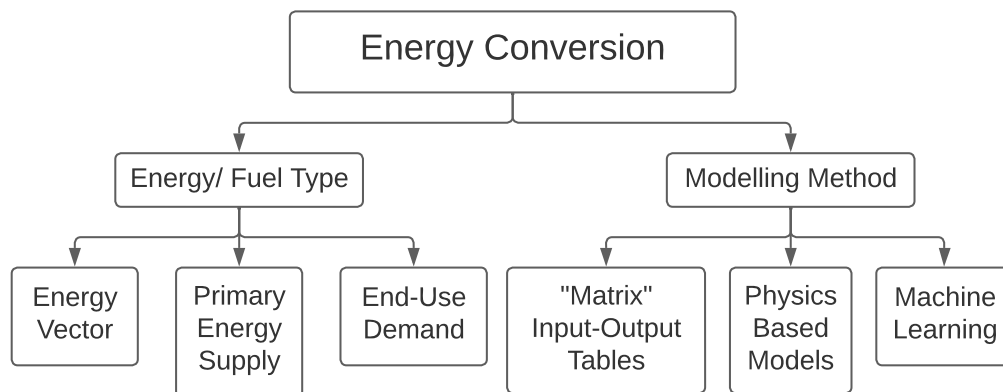 Energy Conversion
Energy/ Fuel Type
Modelling Method
Energy
Vector
Primary
Energy
Supply
End-Use
Demand
"Matrix"
Input-Output
Tables
Physics
Based
Models
Machine
Learning